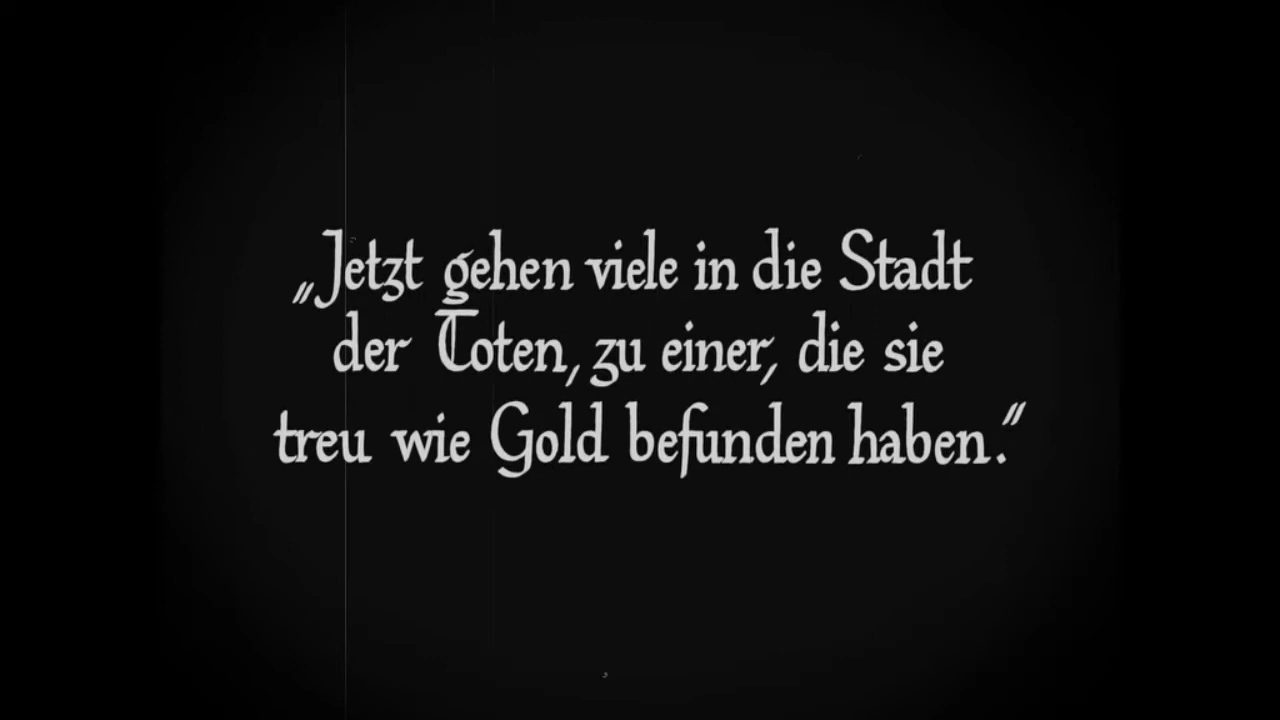 „Jetzt gehen viele in die Stadt
der Toten, zu einer, die sie
treu wie Gold befunden haben.“